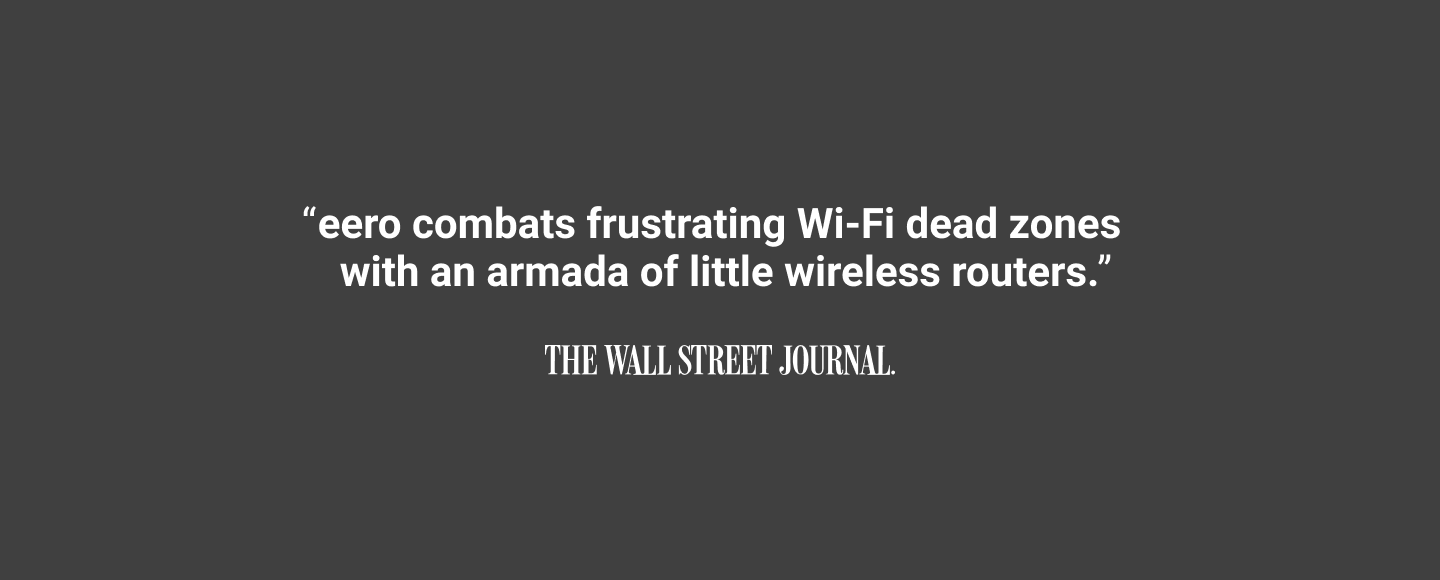 “eero combats frustrating Wi-Fi dead zones
with an armada of little wireless routers.”
THE WALL STREET JOURNAL.